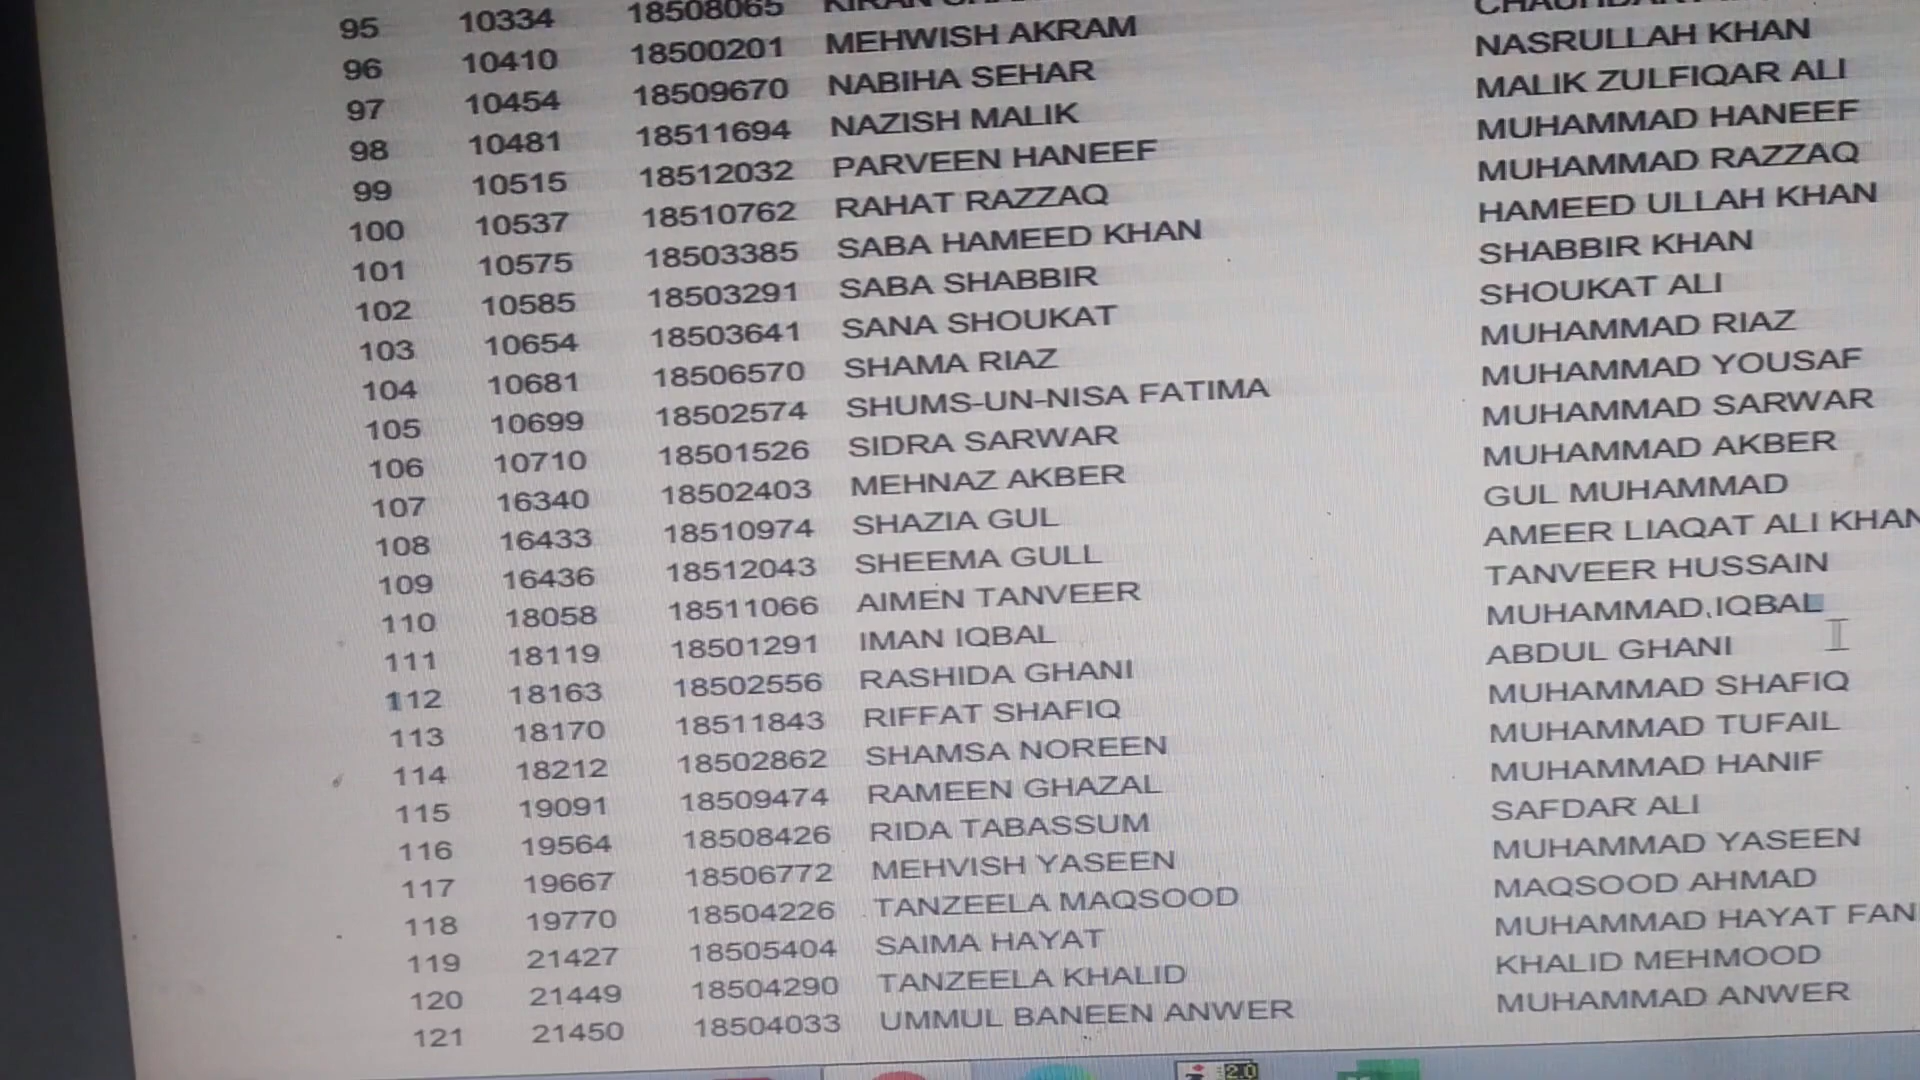 95 10334 18508065 KIRAN
96 10410 18500201 MEHWISH AKRAM
97 10454 18509670 NABIHA SEHAR NASRULLAH KHAN
98 10481 18511694 NAZISH MALIK MALIK ZULFIQAR ALI
99 10515 18512032 PARVEEN HANEEF MUHAMMAD HANEEF
100 10537 18510762 RAHAT RAZZAQ MUHAMMAD RAZZAQ
101 10575 18503385 SABA HAMEED KHAN HAMEED ULLAH KHAN
102 10585 18503291 SABA SHABBIR SHABBIR KHAN
103 10654 18503641 SANA SHOUKAT SHOUKAT ALI
104 10681 18506570 SHAMA RIAZ MUHAMMAD RIAZ
105 10699 18502574 SHUMS-UN-NISA FATIMA MUHAMMAD YOUSAF
106 10710 18501526 SIDRA SARWAR MUHAMMAD SARWAR
107 16340 18502403 MEHNAZ AKBER MUHAMMAD AKBER
108 16433 18510974 SHAZIA GUL GUL MUHAMMAD
109 16436 18512043 SHEEMA GULL AMEER LIAQAT ALI KHAN
110 18058 18511066 AIMEN TANVEER TANVEER HUSSAIN
111 18119 18501291 IMAN IQBAL MUHAMMAD,IQBAL
112 18163 18502556 RASHIDA GHANI ABDUL GHANI
113 18170 18511843 RIFFAT SHAFIQ MUHAMMAD SHAFIQ
114 18212 18502862 SHAMSA NOREEN MUHAMMAD TUFAIL
115 19091 18509474 RAMEEN GHAZAL MUHAMMAD HANIF
116 19564 18508426 RIDA TABASSUM SAFDAR ALI
117 19667 18506772 MEHVISH YASEEN MUHAMMAD YASEEN
118 19770 18504226 TANZEELA MAQSOOD MAQSOOD AHMAD
119 21427 18505404 SAIMA HAYAT MUHAMMAD HAYAT FAN
120 21449 18504290 TANZEELA KHALID KHALID MEHMOOD
121 21450 18504033 UMMUL BANEEN ANWER MUHAMMAD ANWER
2.0